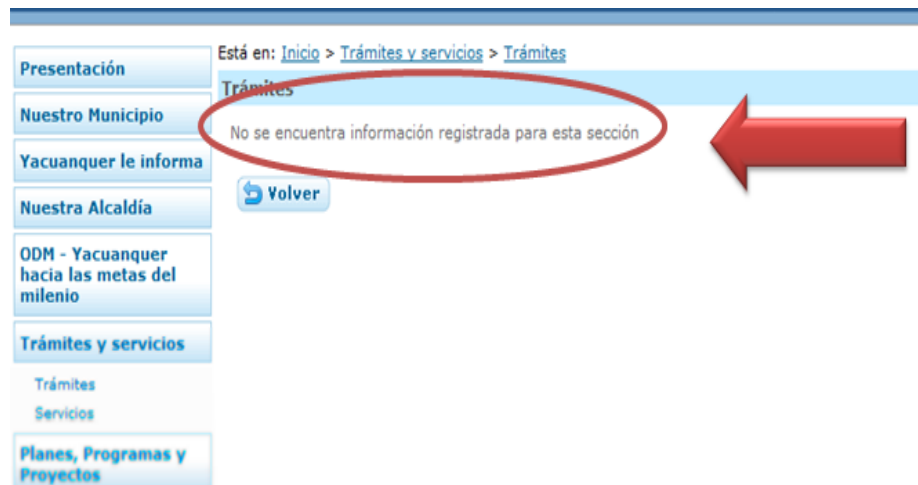 Está en: Inicio > Trámites y servicios > Trámites
Presentación
Nuestro Municipio
Yacuanquer le informa
Nuestra Alcaldía
ODM - Yacuanquer
hacia las metas del
milenio
Trámites y servicios
Trámites
Servicios
Planes, Programas y
Proyectos
Trámites
No se encuentra información registrada para esta sección
Volver